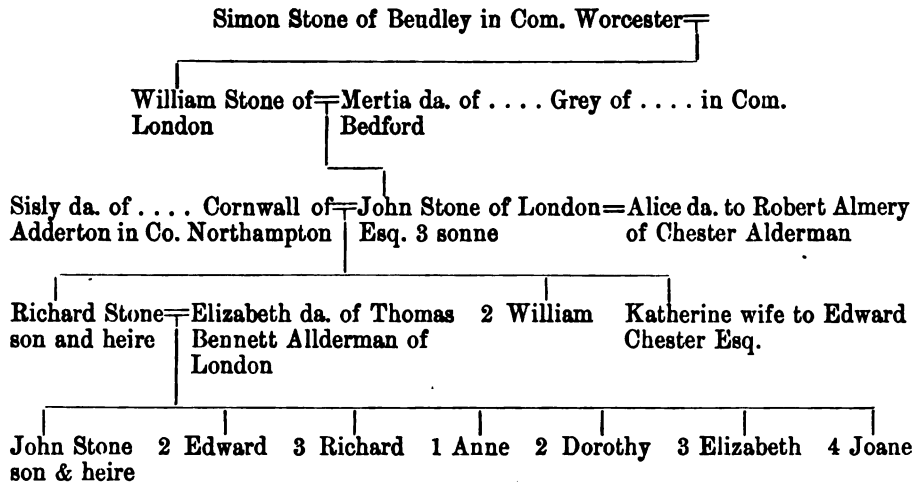 Simon Stone of Beudley in Com. Worcester
William Stone of Mertia da. of .... Grey of .... in Com.
London Bedford
Sisly da. of .... Cornwall of John Stone of London Alice da. to Robert Almery
Adderton in Co. Northampton Esq. 3 sonne of Chester Alderman
Richard Stone Elizabeth da. of Thomas 2 William Katherine wife to Edward
son and heire Bennett Allderman of Chester Esq.
London
John Stone 2 Edward 3 Richard 1 Anne 2 Dorothy 3 Elizabeth 4 Joane
son & heire